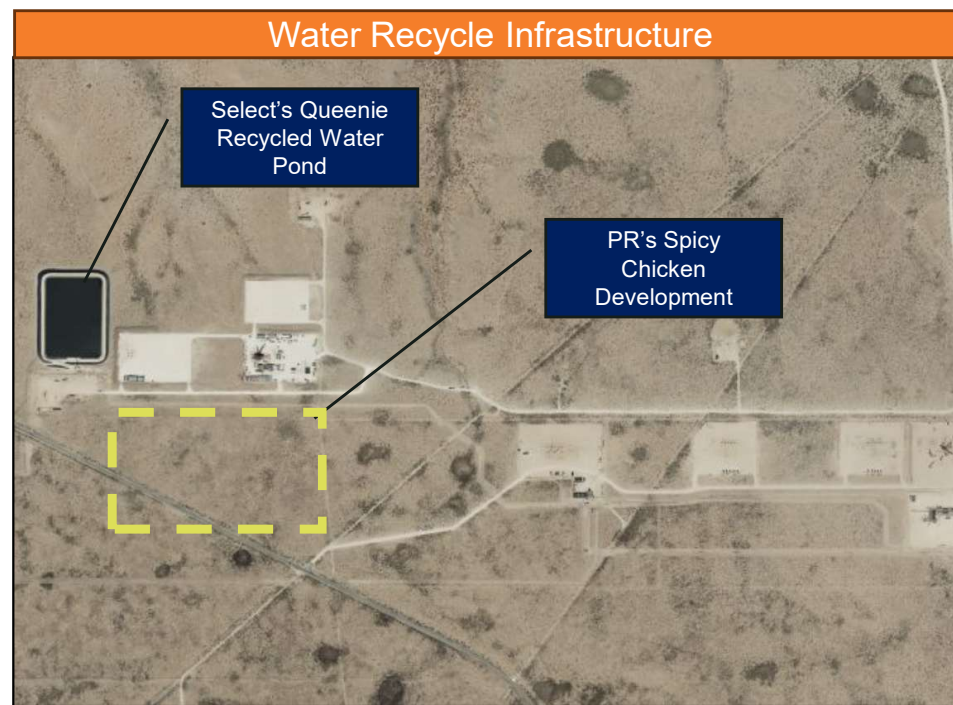 Water Recycle Infrastructure
Select's Queenie
Recycled Water
Pond
PR's Spicy
Chicken
Development